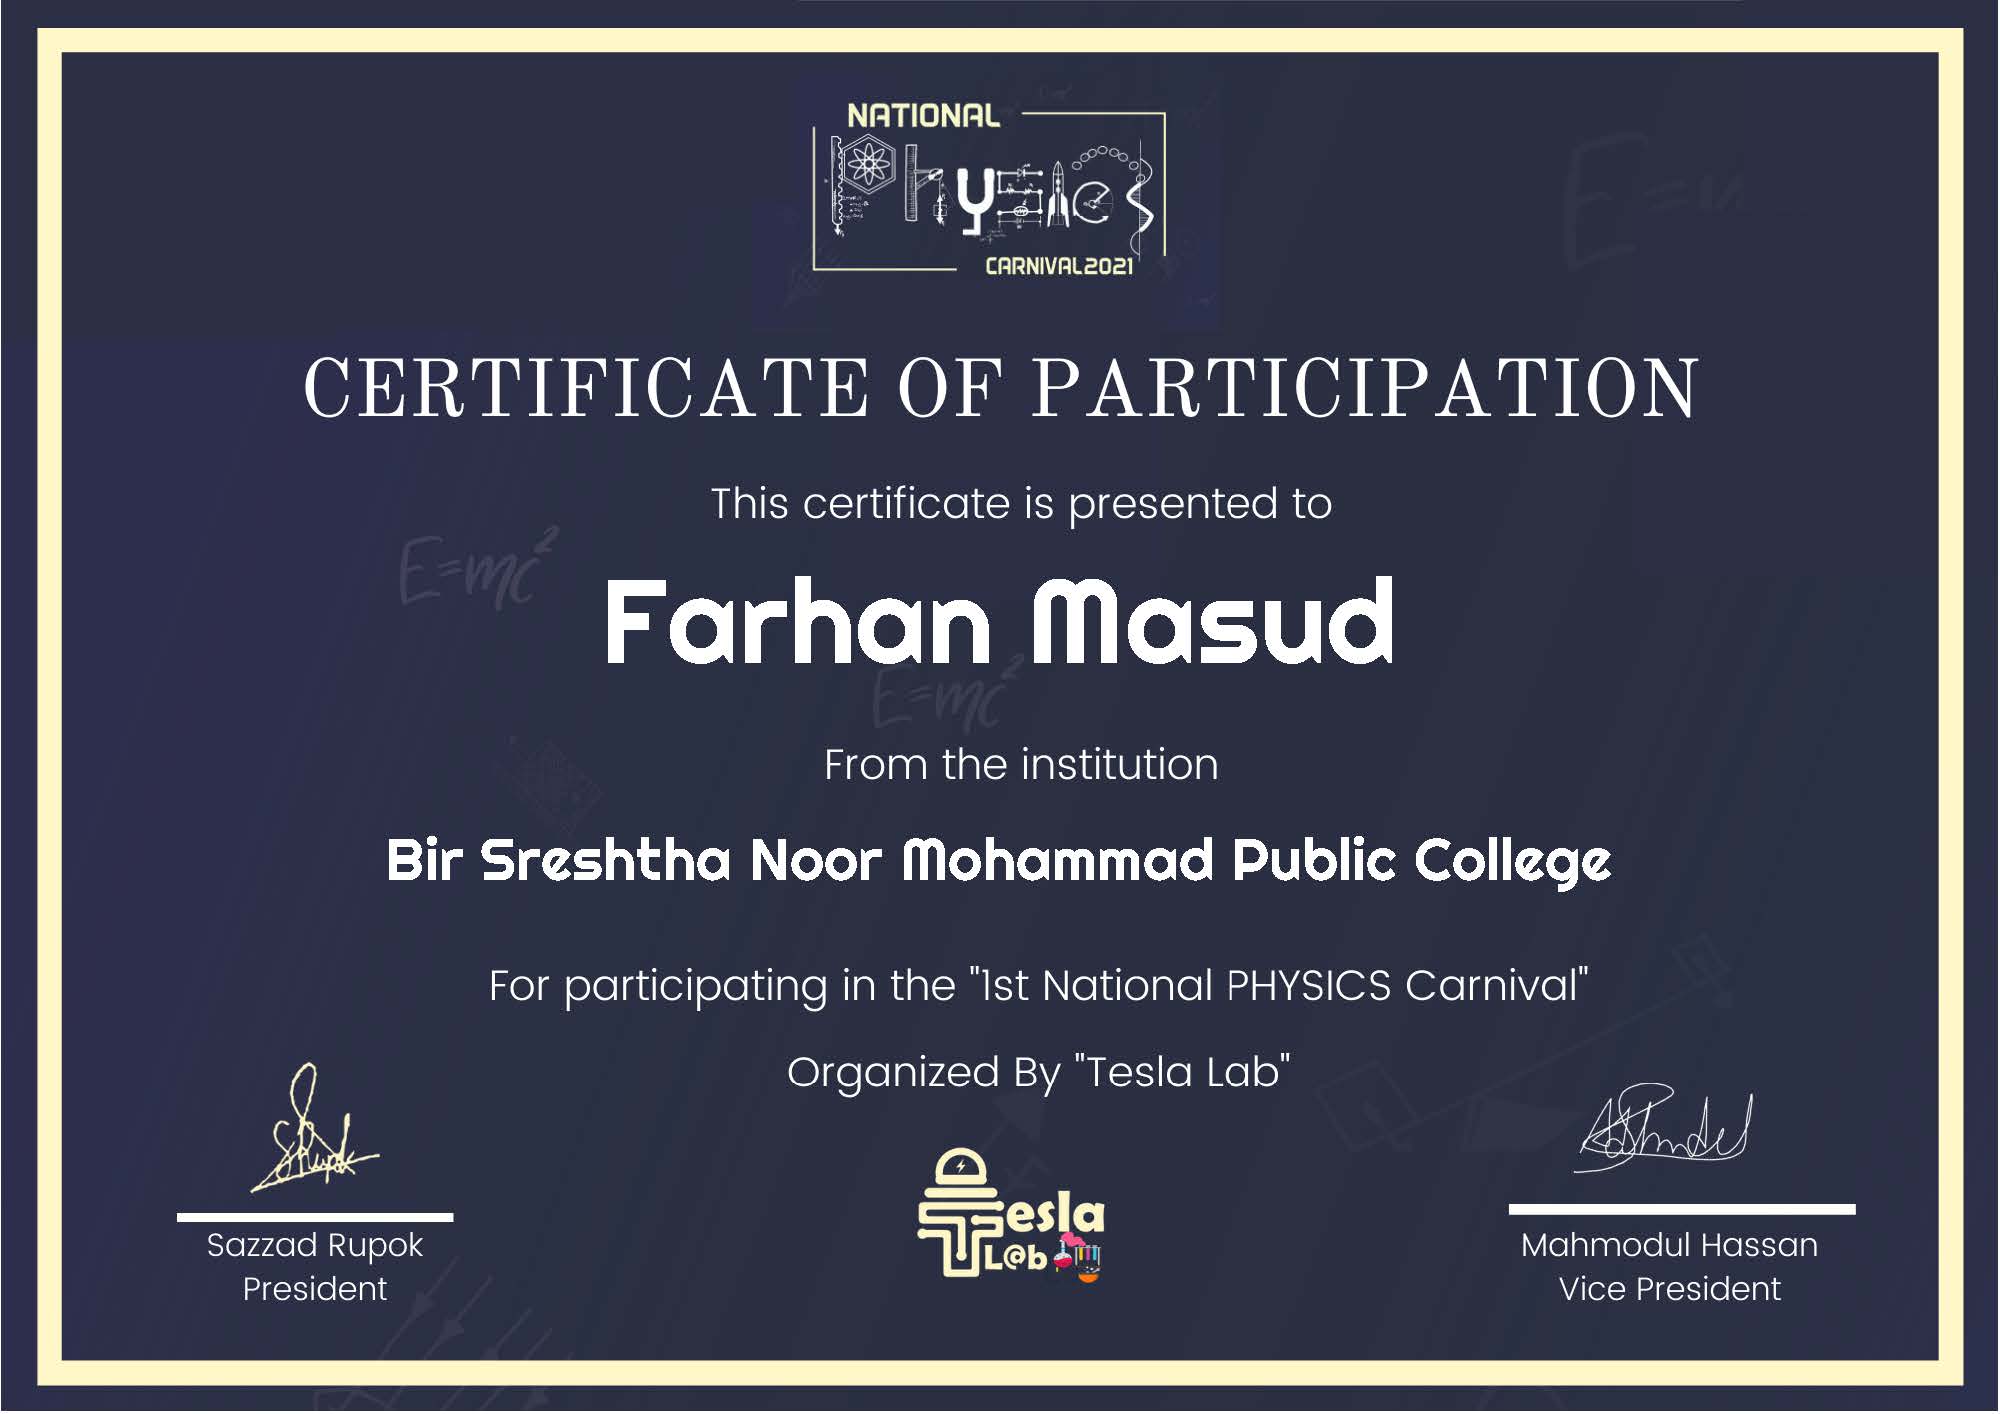 NATIONAL
Physics
CARNIVAL2021
CERTIFICATE OF PARTICIPATION
This certificate is presented to
E=mc²
Farhan Masud
E=mc²
From the institution
Bir Sreshtha Noor Mohammad Public College
For participating in the "1st National PHYSICS Carnival"
Organized By "Tesla Lab"
Tesla
L@b
Sazzad Rupok
President
Mahmodul Hassan
Vice President